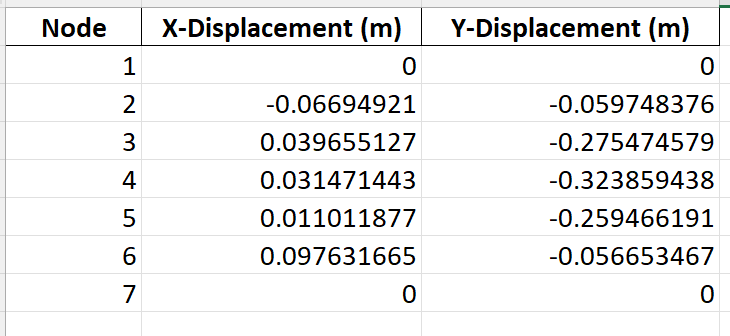 Node X-Displacement (m) Y-Displacement (m)
1 0 0
2 -0.06694921 -0.059748376
3 0.039655127 -0.275474579
4 0.031471443 -0.323859438
5 0.011011877 -0.259466191
6 0.097631665 -0.056653467
7 0 0